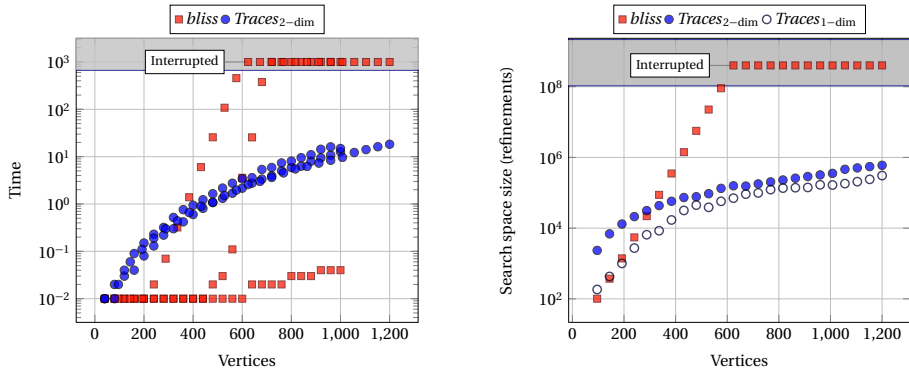 bliss Traces2−dim
Interrupted
10^3
10^2
10^1
10^0
10^−1
10^−2
Time
0 200 400 600 800 1,000 1,200
Vertices
bliss Traces2−dim Traces1−dim
Interrupted
10^8
10^6
10^4
10^2
Search space size (refinements)
0 200 400 600 800 1,000 1,200
Vertices